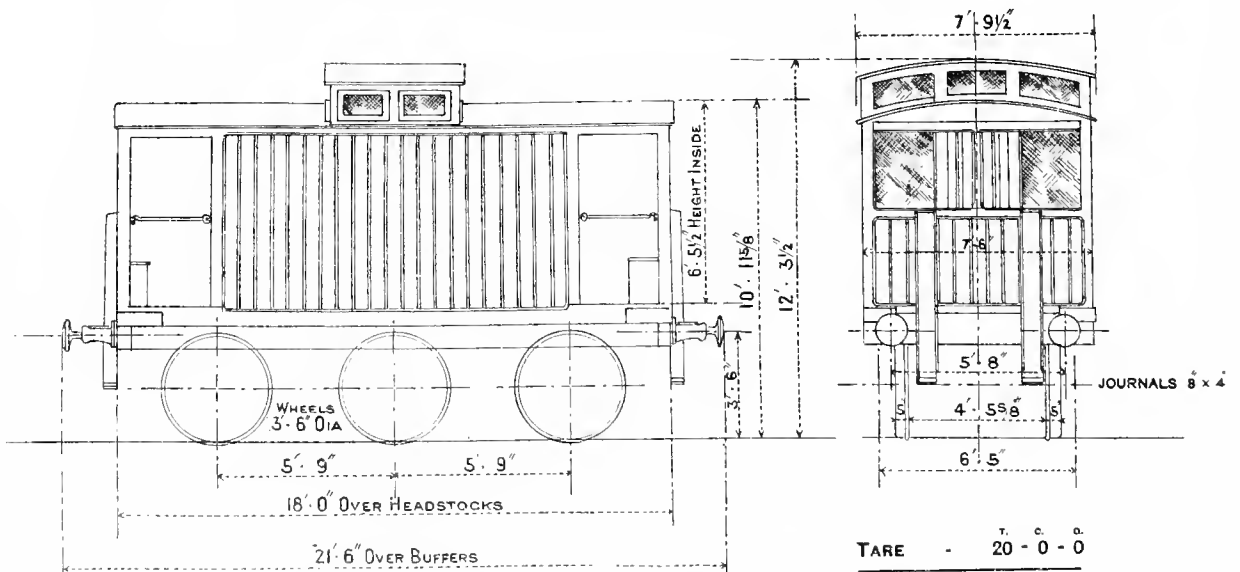 7'·9½"
6'·5½" HEIGHT INSIDE
10'·11⅝"
12'·3½"
7'·6"
3'·6"
5'·8"
JOURNALS 8" × 4"
WHEELS
3'·6" DIA
5"
4'·5⅝"
5"
5'·9"
5'·9"
6'·5"
18'·0" OVER HEADSTOCKS
21'·6" OVER BUFFERS
T. C. Q.
TARE - 20 - 0 - 0